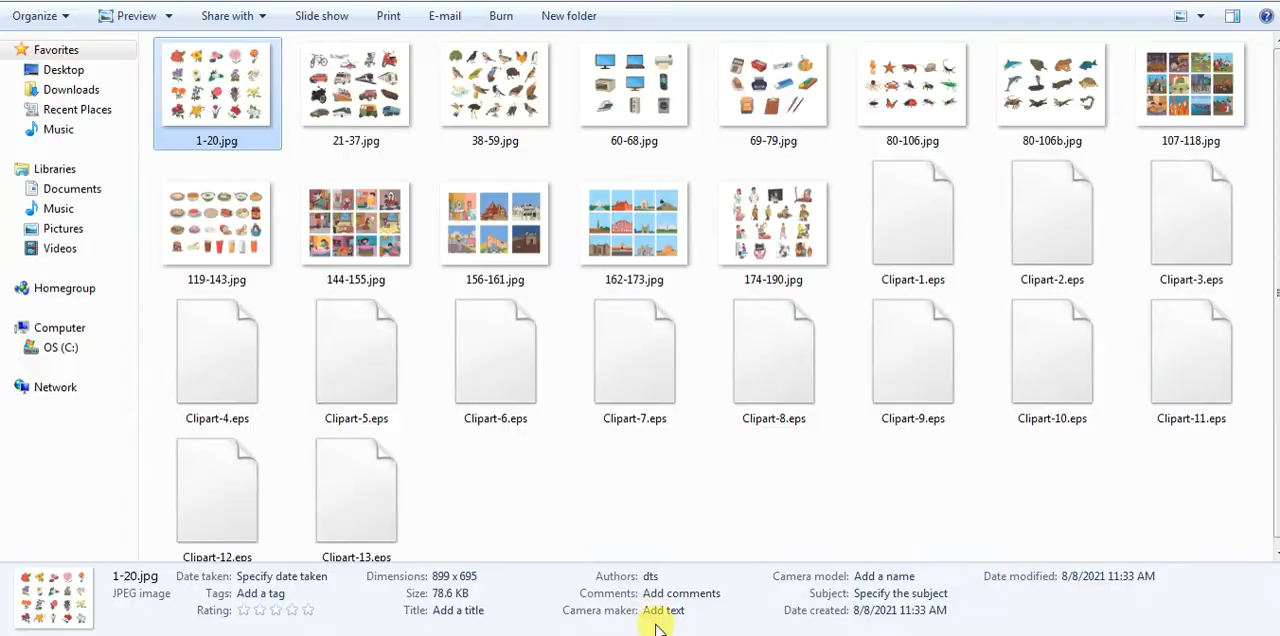 Organize Preview Share with Slide show Print E-mail Burn New folder
Favorites
Desktop
Downloads
Recent Places
Music
Libraries
Documents
Music
Pictures
Videos
Homegroup
Computer
OS (C:)
Network
1-20.jpg 21-37.jpg 38-59.jpg 60-68.jpg 69-79.jpg 80-106.jpg 80-106b.jpg 107-118.jpg
119-143.jpg 144-155.jpg 156-161.jpg 162-173.jpg 174-190.jpg Clipart-1.eps Clipart-2.eps Clipart-3.eps
Clipart-4.eps Clipart-5.eps Clipart-6.eps Clipart-7.eps Clipart-8.eps Clipart-9.eps Clipart-10.eps Clipart-11.eps
Clipart-12.eps Clipart-13.eps
1-20.jpg Date taken: Specify date taken Dimensions: 899 x 695 Authors: dts Camera model: Add a name Date modified: 8/8/2021 11:33 AM
JPEG image Tags: Add a tag Size: 78.6 KB Comments: Add comments Subject: Specify the subject
Rating: Title: Add a title Camera maker: Add text Date created: 8/8/2021 11:33 AM